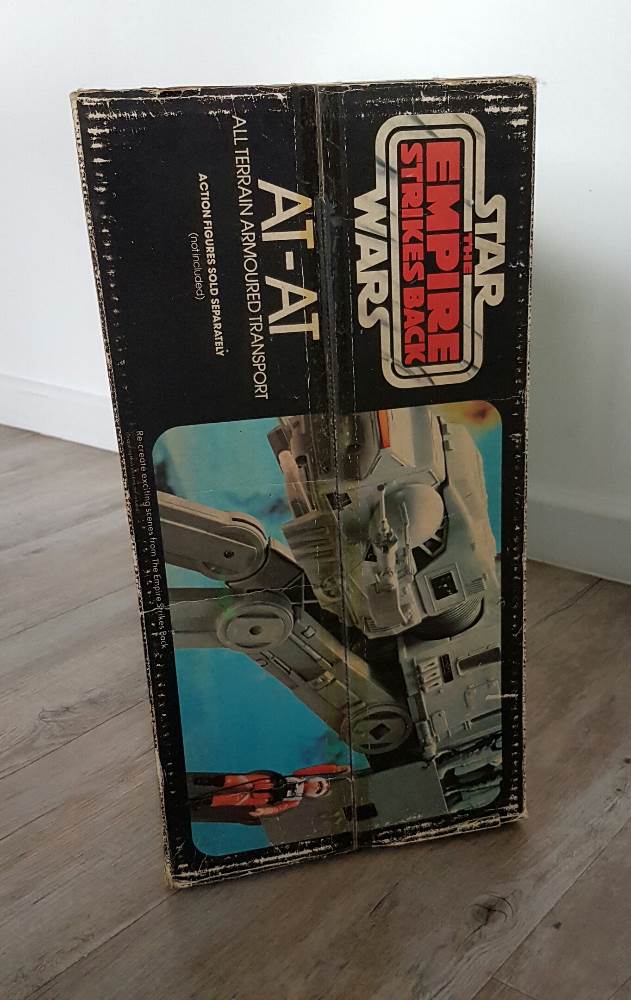 STAR
THE
EMPIRE
STRIKES BACK
WARS
AT-AT
ALL TERRAIN ARMOURED TRANSPORT
ACTION FIGURES SOLD SEPARATELY
(not included)
Re-create exciting scenes from The Empire Strikes Back